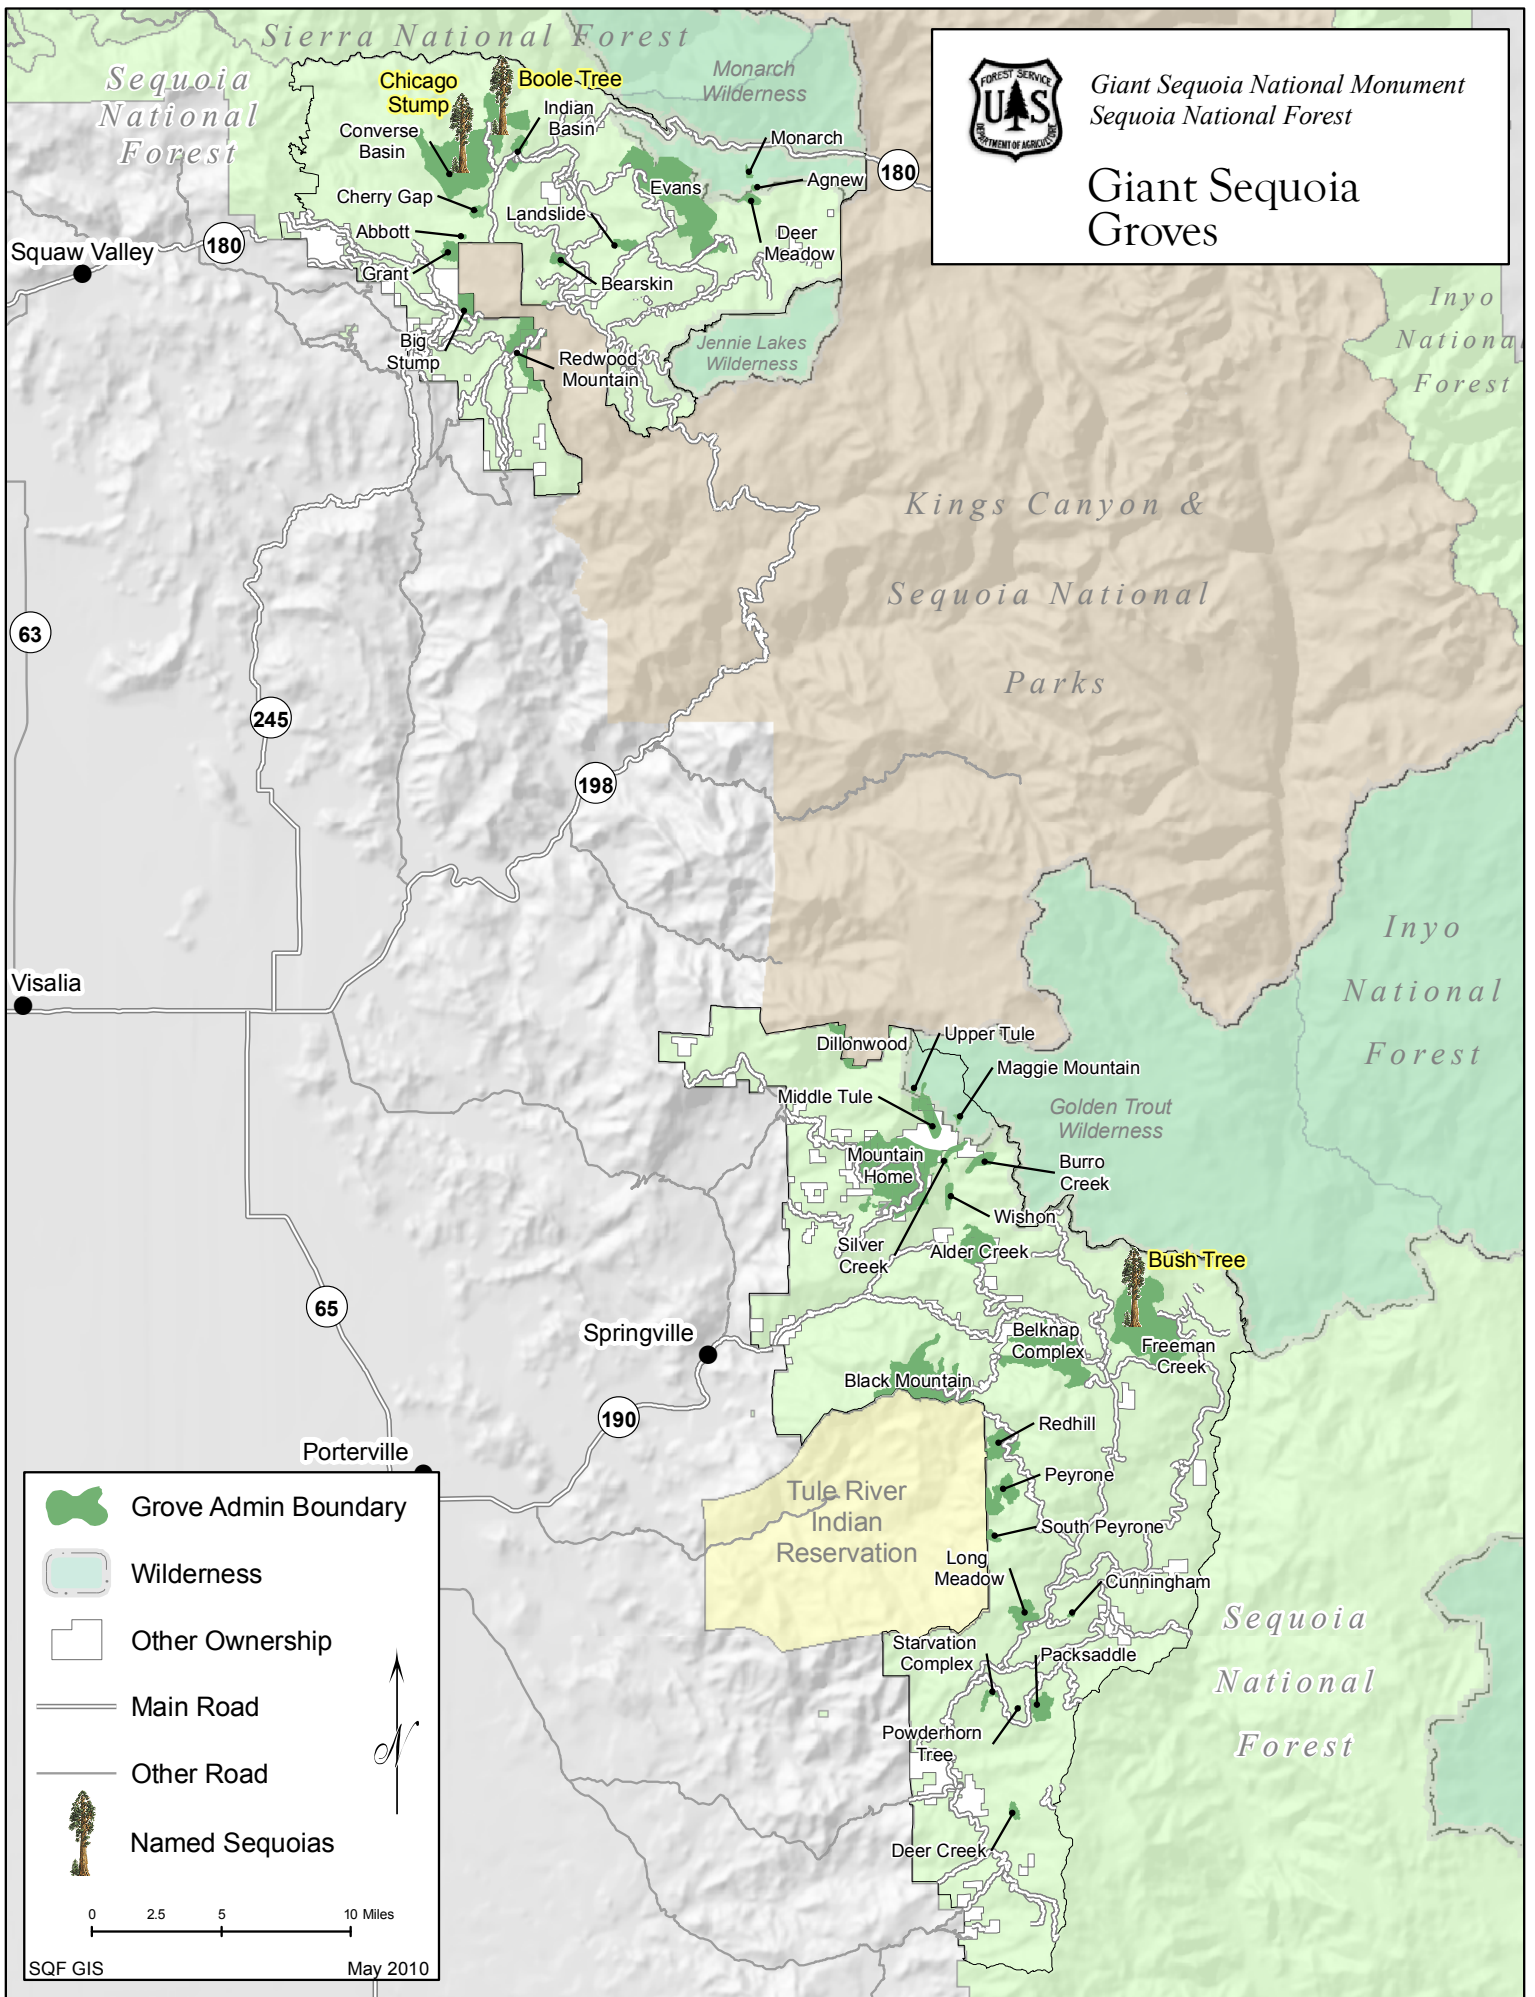 Sierra National Forest
Sequoia
National
Forest
Chicago
Stump
Boole Tree
Indian
Basin
Converse
Basin
Monarch
Wilderness
Monarch
Agnew
180
Evans
Cherry Gap
Landslide
Abbott
Deer
Meadow
180
Squaw Valley
Grant
Bearskin
Big
Stump
Redwood
Mountain
Jennie Lakes
Wilderness
FOREST SERVICE
U S
DEPARTMENT OF AGRICULTURE
Giant Sequoia National Monument
Sequoia National Forest
Giant Sequoia
Groves
Inyo
National
Forest
Kings Canyon &
Sequoia National
Parks
63
245
198
Visalia
Inyo
National
Forest
Dillonwood
Upper Tule
Maggie Mountain
Middle Tule
Golden Trout
Wilderness
Mountain
Home
Burro
Creek
Wishon
Silver
Creek
Alder Creek
Bush Tree
65
Springville
Belknap
Complex
Freeman
Creek
Black Mountain
190
Redhill
Porterville
Peyrone
Tule River
Indian
Reservation
South Peyrone
Long
Meadow
Cunningham
Starvation
Complex
Packsaddle
Sequoia
National
Forest
Powderhorn
Tree
Deer Creek
Grove Admin Boundary
Wilderness
Other Ownership
Main Road
Other Road
Named Sequoias
N
0 2.5 5 10 Miles
SQF GIS May 2010